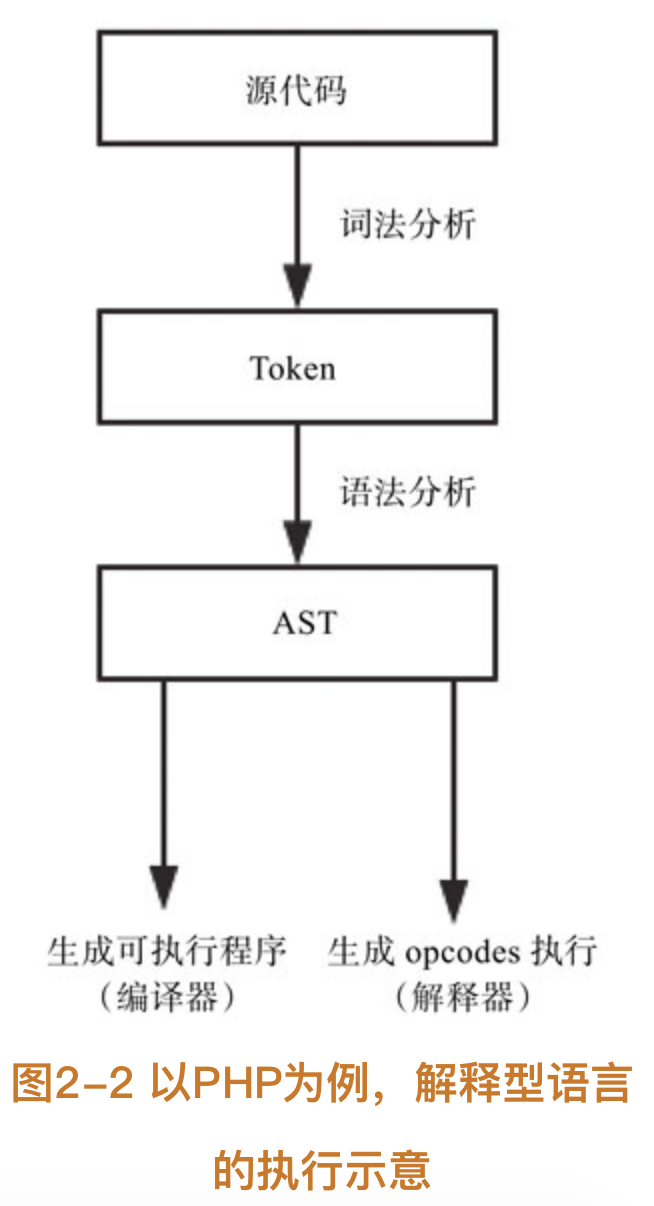 源代码
词法分析
Token
语法分析
AST
生成可执行程序
（编译器）
生成 opcodes 执行
（解释器）
图2-2 以PHP为例，解释型语言
的执行示意